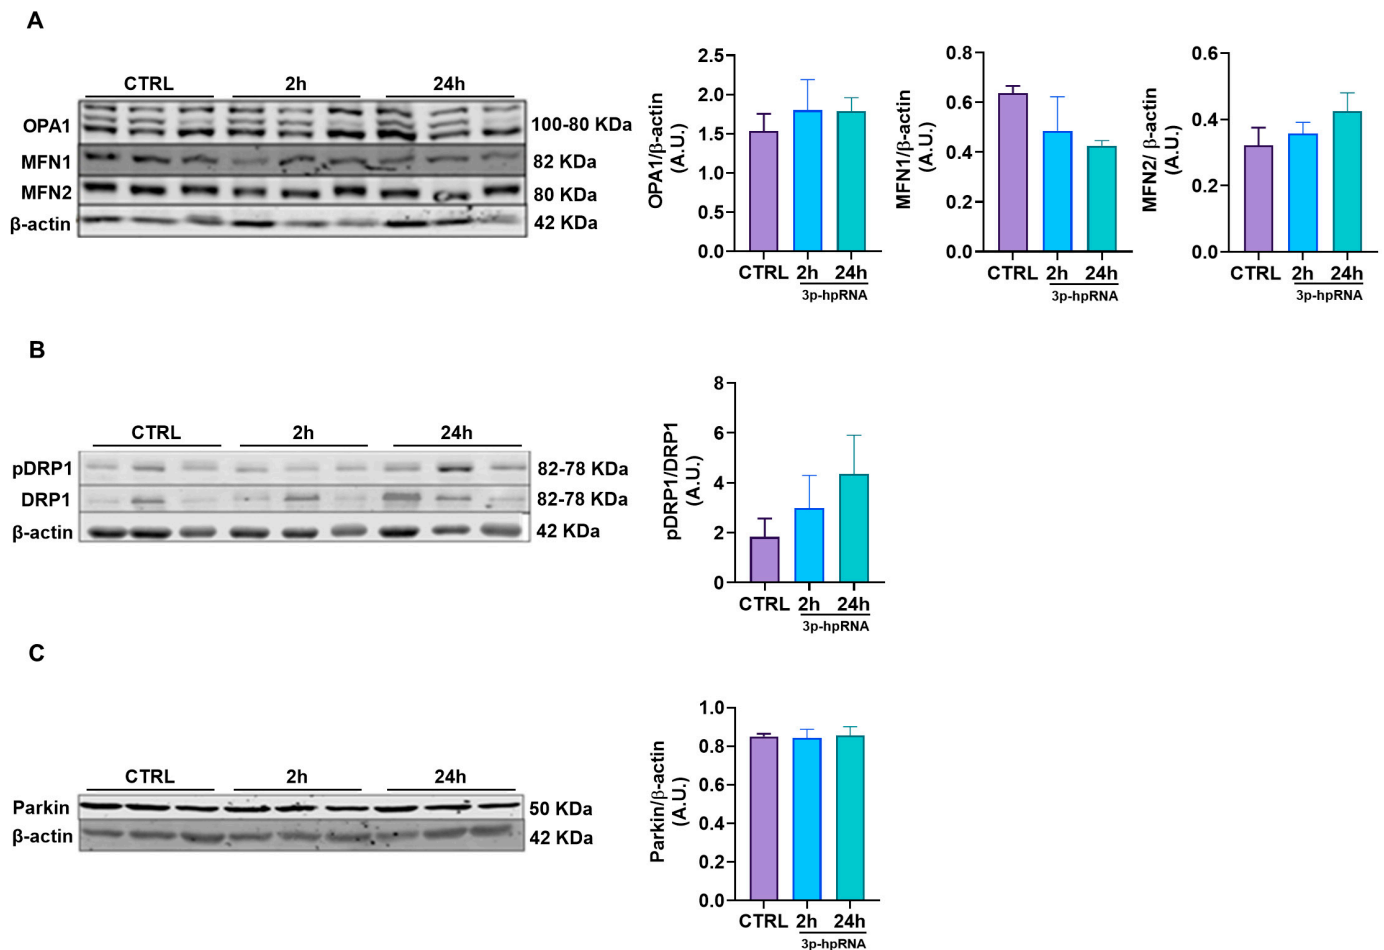 A
CTRL 2h 24h
OPA1 100-80 KDa
MFN1 82 KDa
MFN2 80 KDa
β-actin 42 KDa
OPA1/β-actin
(A.U.)
2.5
2.0
1.5
1.0
0.5
0.0
CTRL 2h 24h
3p-hpRNA
MFN1/β-actin
(A.U.)
0.8
0.6
0.4
0.2
0.0
CTRL 2h 24h
3p-hpRNA
MFN2/ β-actin
(A.U.)
0.6
0.4
0.2
0.0
CTRL 2h 24h
3p-hpRNA
B
CTRL 2h 24h
pDRP1 82-78 KDa
DRP1 82-78 KDa
β-actin 42 KDa
pDRP1/DRP1
(A.U.)
8
6
4
2
0
CTRL 2h 24h
3p-hpRNA
C
CTRL 2h 24h
Parkin 50 KDa
β-actin 42 KDa
Parkin/β-actin
(A.U.)
1.0
0.8
0.6
0.4
0.2
0.0
CTRL 2h 24h
3p-hpRNA